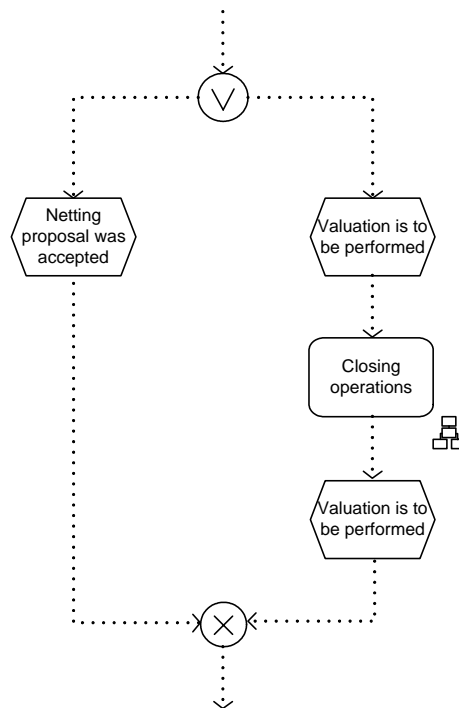 Netting
proposal was
accepted
Valuation is to
be performed
Closing
operations
Valuation is to
be performed